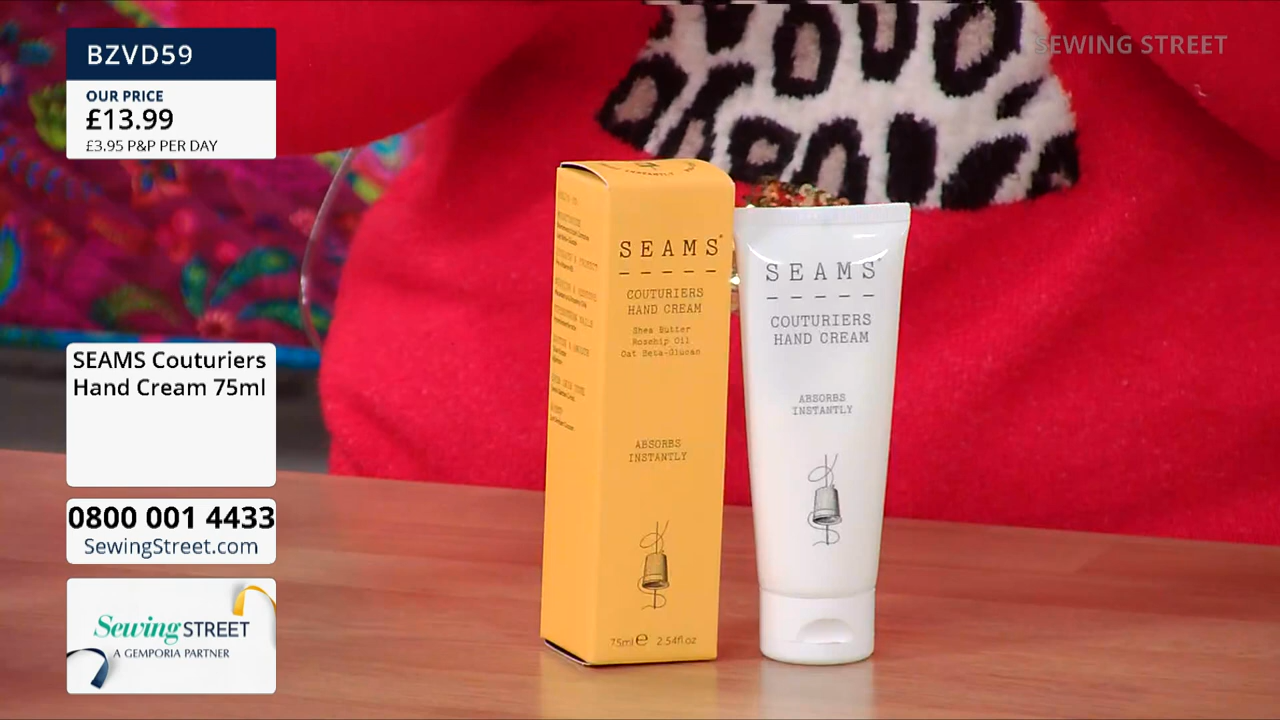 BZVD59
OUR PRICE
£13.99
£3.95 P&P PER DAY
SEWING STREET
SEAMS Couturiers
Hand Cream 75ml
0800 001 4433
SewingStreet.com
Sewing STREET
A GEMPORIA PARTNER
SEAMS
COUTURIERS
HAND CREAM
Shea Butter
Rosehip Oil
Oat Beta-Glucan
ABSORBS
INSTANTLY
75ml e 2.54fl oz
SEAMS
COUTURIERS
HAND CREAM
ABSORBS
INSTANTLY